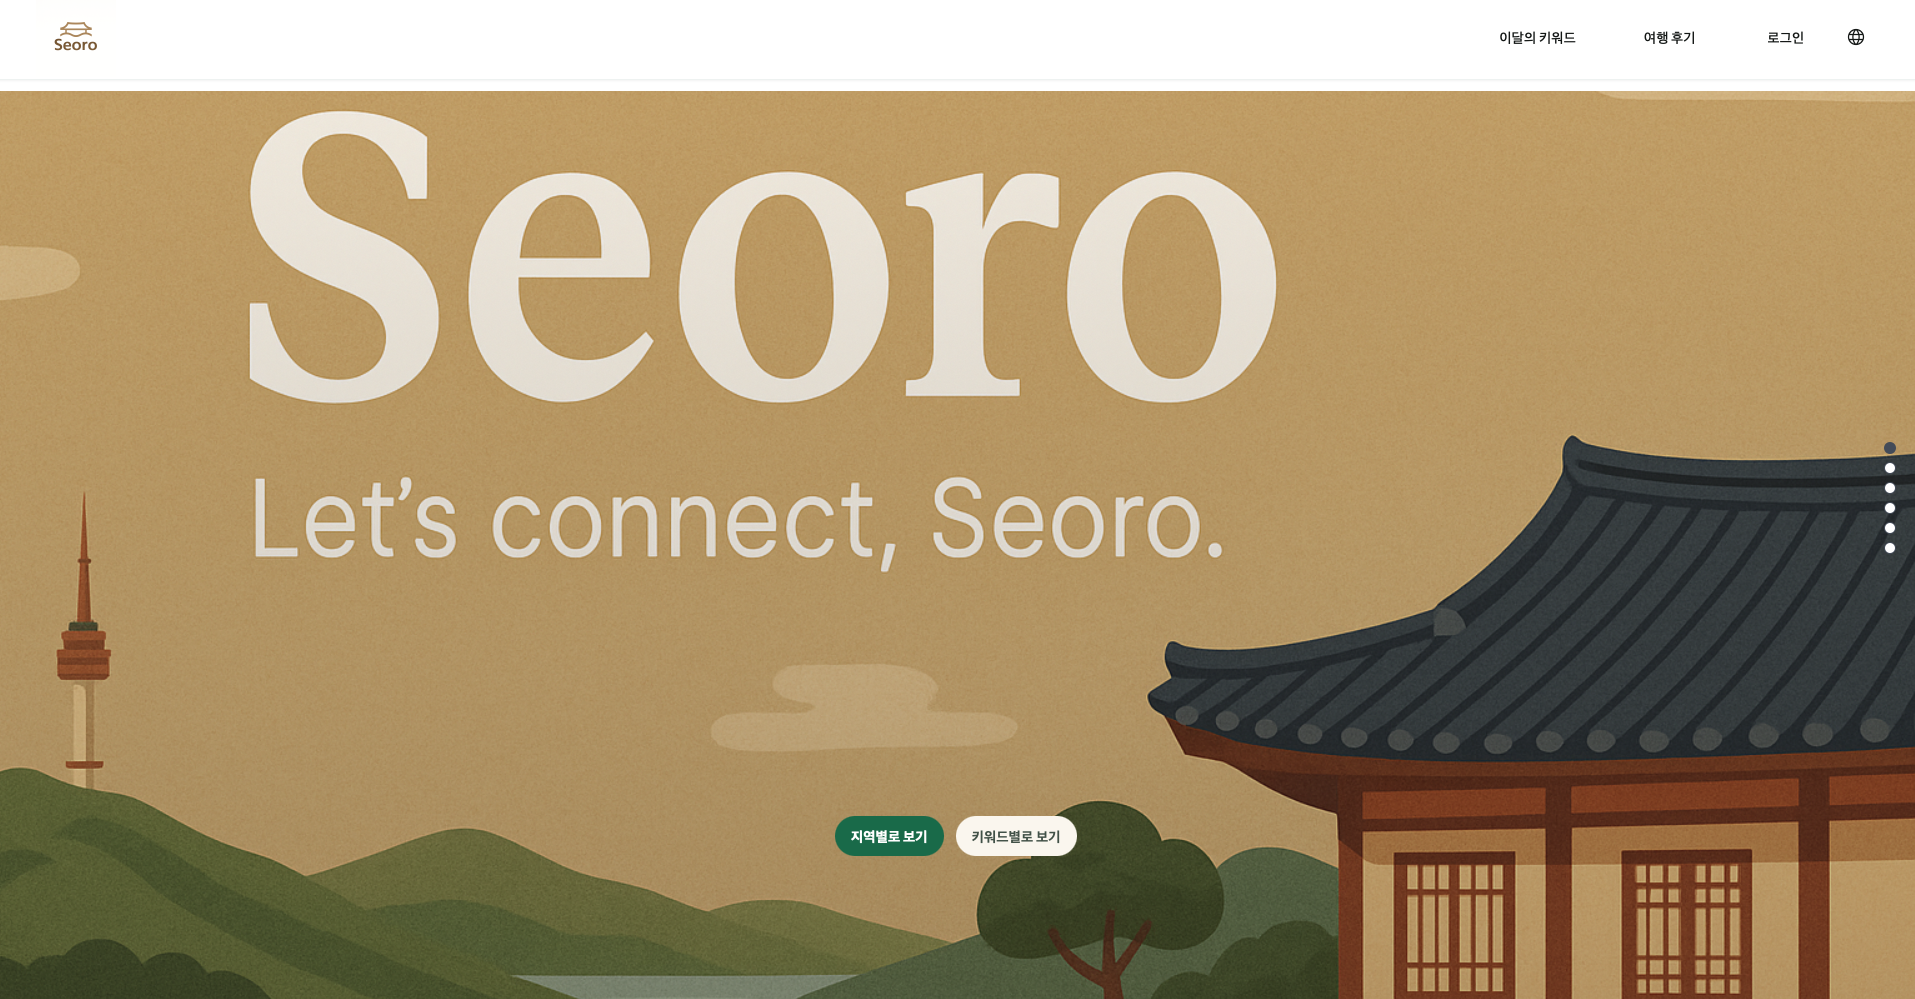 Seoro
이달의 키워드
여행 후기
로그인
Seoro
Let’s connect, Seoro.
지역별로 보기
키워드별로 보기